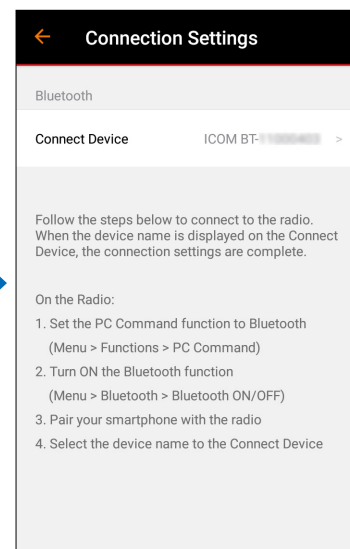 Connection Settings
Bluetooth
Connect Device ICOM BT- >
Follow the steps below to connect to the radio.
When the device name is displayed on the Connect
Device, the connection settings are complete.
On the Radio:
1. Set the PC Command function to Bluetooth
(Menu > Functions > PC Command)
2. Turn ON the Bluetooth function
(Menu > Bluetooth > Bluetooth ON/OFF)
3. Pair your smartphone with the radio
4. Select the device name to the Connect Device